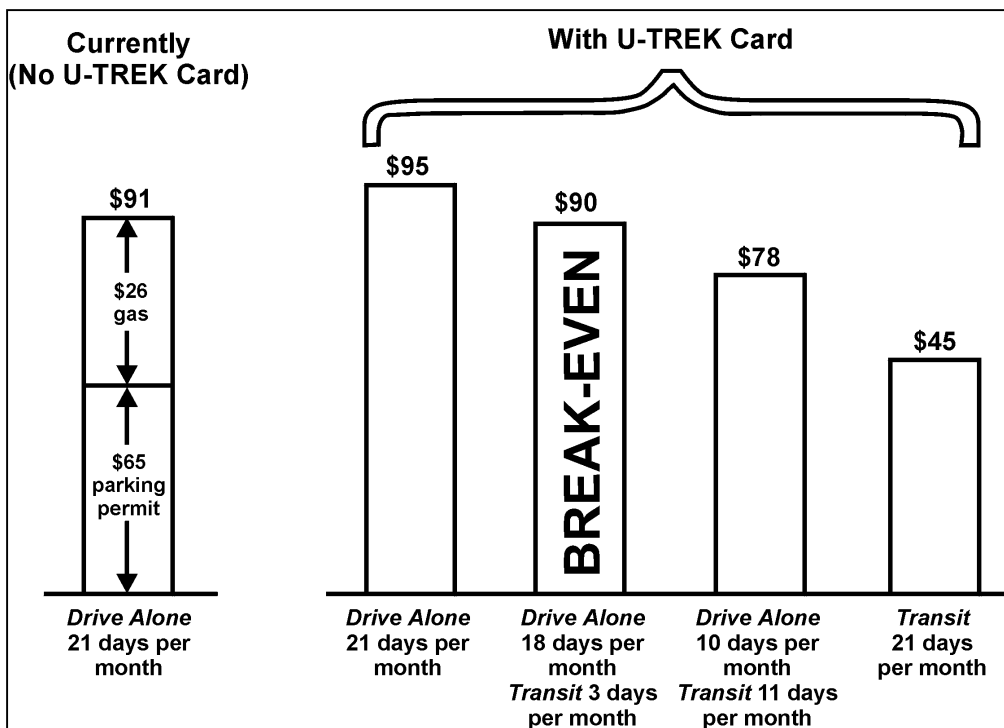 Currently
(No U-TREK Card)
With U-TREK Card
$91
$26
gas
$65
parking
permit
Drive Alone
21 days per
month
$95
Drive Alone
21 days per
month
$90
BREAK-EVEN
Drive Alone
18 days per
month
Transit 3 days
per month
$78
Drive Alone
10 days per
month
Transit 11 days
per month
$45
Transit
21 days
per month